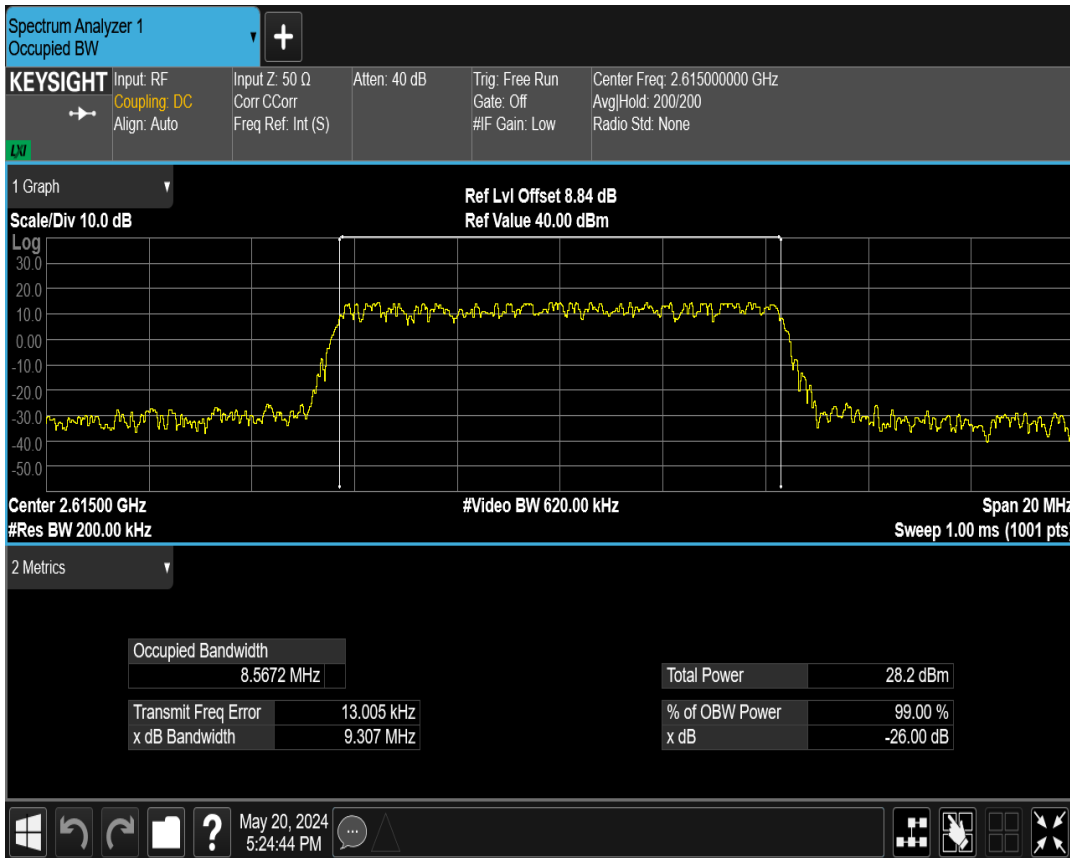 Spectrum Analyzer 1
Occupied BW
+
KEYSIGHT
LXI
Input: RF
Coupling: DC
Align: Auto
Input Z: 50 Ω
Corr CCorr
Freq Ref: Int (S)
Atten: 40 dB
Trig: Free Run
Gate: Off
#IF Gain: Low
Center Freq: 2.615000000 GHz
Avg|Hold: 200/200
Radio Std: None
1 Graph
Scale/Div 10.0 dB
Ref Lvl Offset 8.84 dB
Ref Value 40.00 dBm
Log
30.0
20.0
10.0
0.00
-10.0
-20.0
-30.0
-40.0
-50.0
Center 2.61500 GHz
#Video BW 620.00 kHz
Span 20 MHz
#Res BW 200.00 kHz
Sweep 1.00 ms (1001 pts)
2 Metrics
Occupied Bandwidth
8.5672 MHz
Total Power 28.2 dBm
Transmit Freq Error 13.005 kHz
% of OBW Power 99.00 %
x dB Bandwidth 9.307 MHz
x dB -26.00 dB
?
May 20, 2024
5:24:44 PM